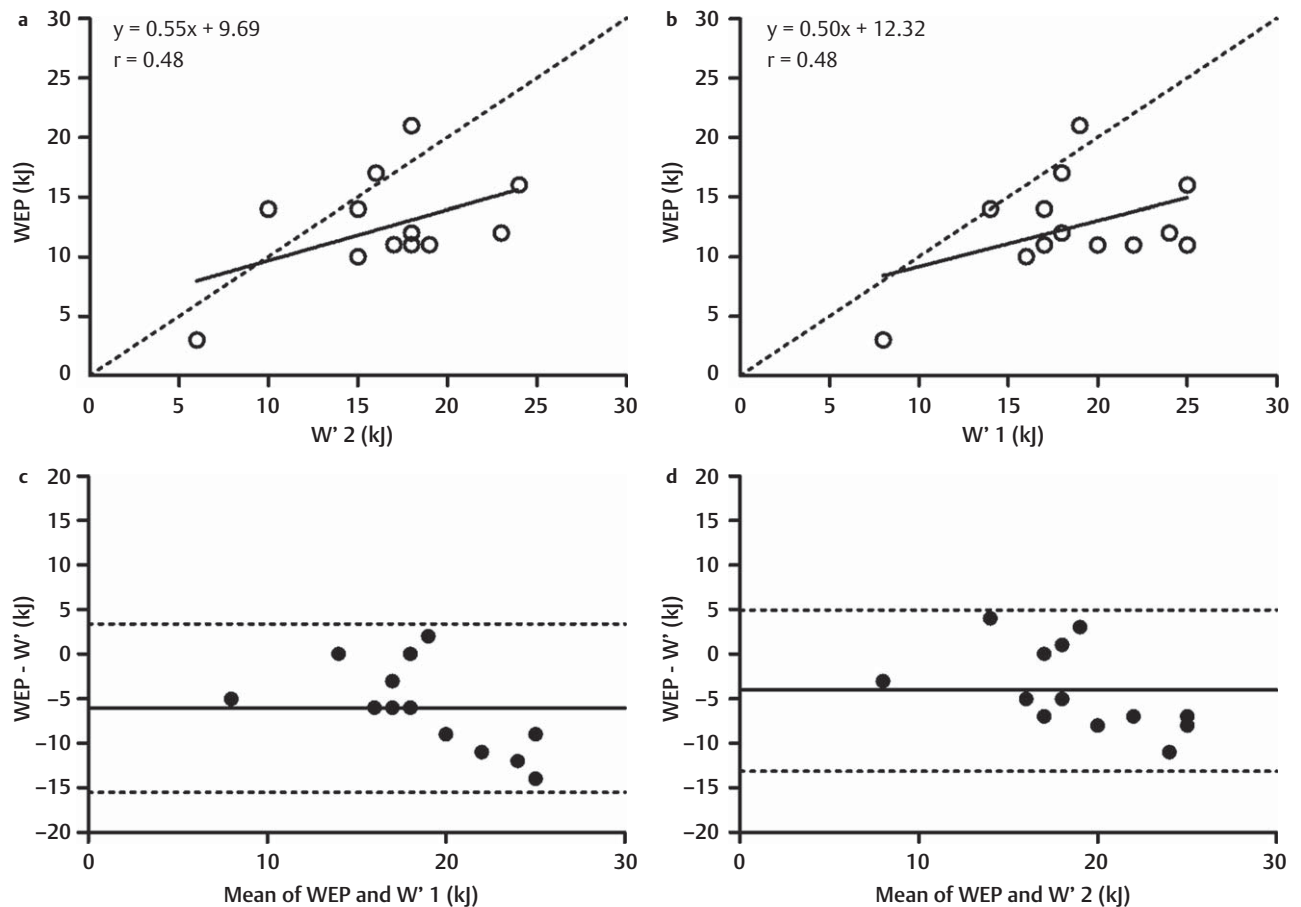 a
y = 0.55x + 9.69
r = 0.48
30
25
20
15
10
5
0
WEP (kJ)
0 5 10 15 20 25 30
W’ 2 (kJ)
b
y = 0.50x + 12.32
r = 0.48
30
25
20
15
10
5
0
WEP (kJ)
0 5 10 15 20 25 30
W’ 1 (kJ)
c
20
15
10
5
0
−5
−10
−15
−20
WEP - W’ (kJ)
0 10 20 30
Mean of WEP and W’ 1 (kJ)
d
20
15
10
5
0
−5
−10
−15
−20
WEP - W’ (kJ)
0 10 20 30
Mean of WEP and W’ 2 (kJ)